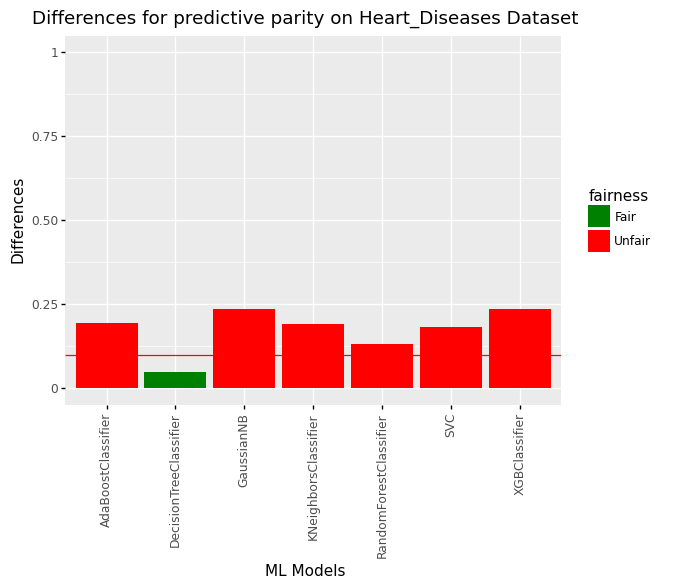 Differences for predictive parity on Heart_Diseases Dataset
1
0.75
0.50
0.25
0
Differences
AdaBoostClassifier
DecisionTreeClassifier
GaussianNB
KNeighborsClassifier
RandomForestClassifier
SVC
XGBClassifier
ML Models
fairness
Fair
Unfair